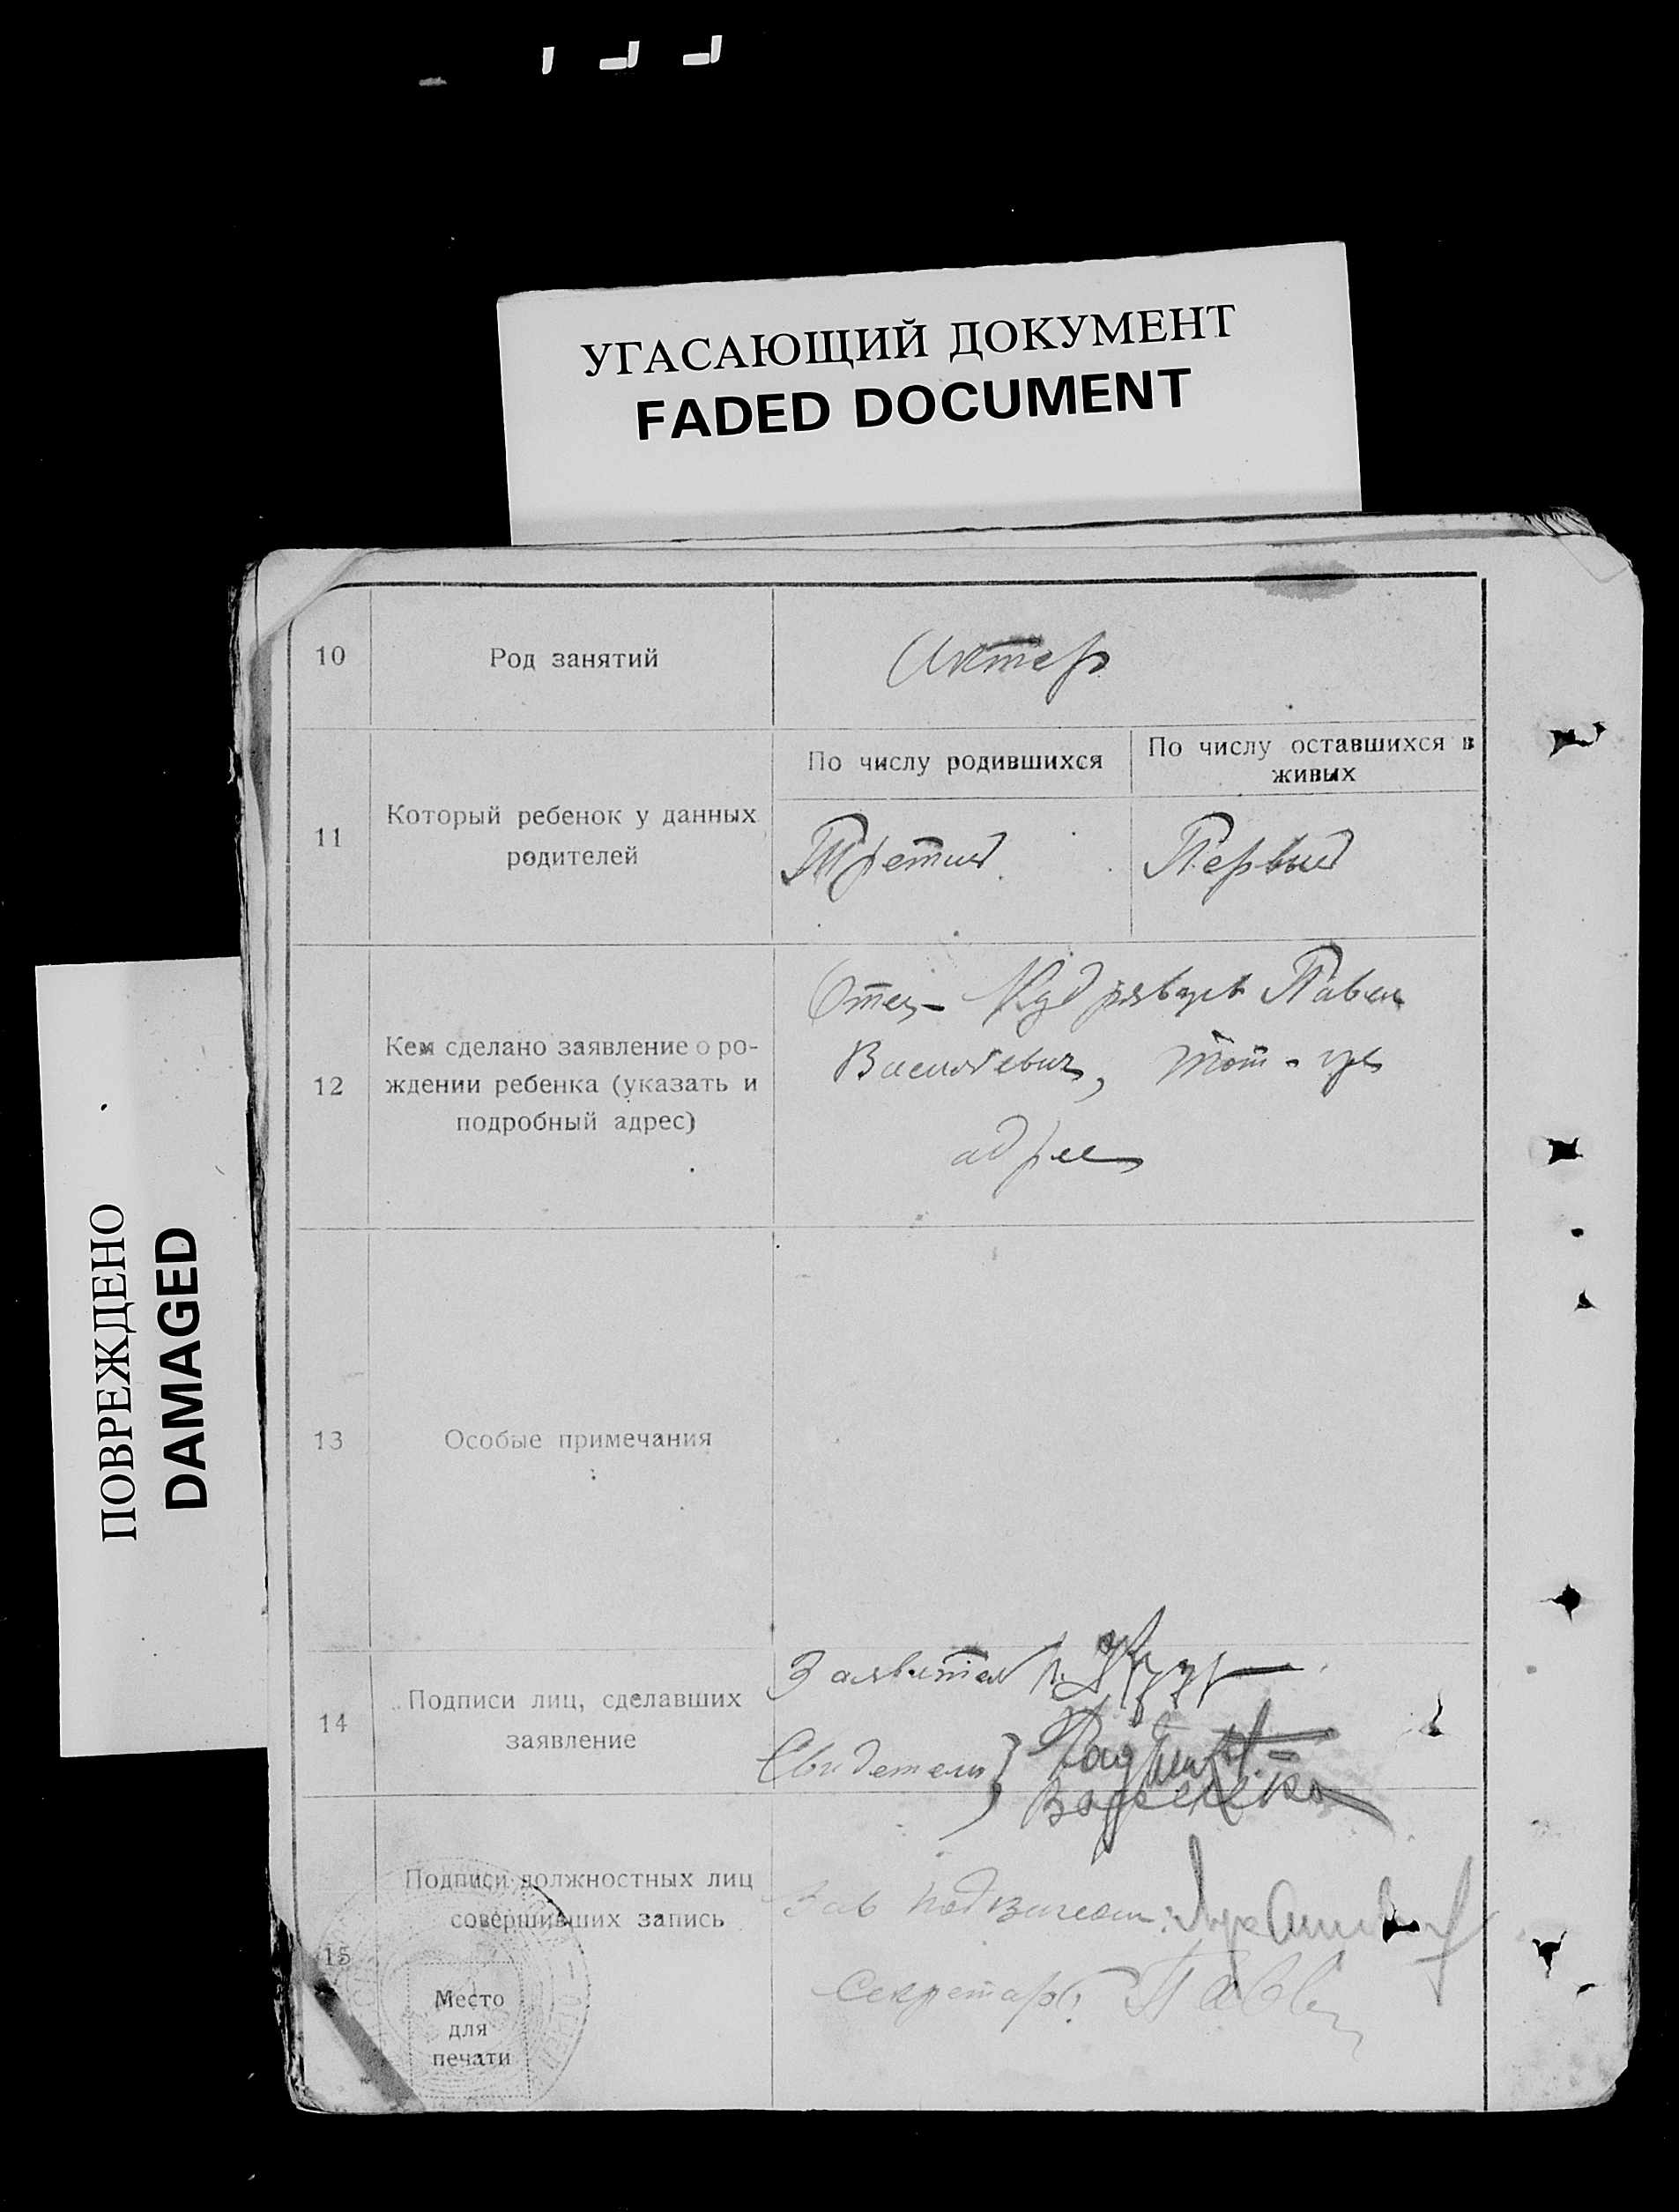 УГАСАЮЩИЙ ДОКУМЕНТ
FADED DOCUMENT
ПОВРЕЖДЕНО
DAMAGED
10
Род занятий
Актер
11
Который ребенок у данных
родителей
По числу родившихся
По числу оставшихся в
живых
Третий
Первый
12
Кем сделано заявление о ро-
ждении ребенка (указать и
подробный адрес)
Отец - Кудрявцев Павел
Васильевич, тот-же
адрес
13
Особые примечания
14
Подписи лиц, сделавших
заявление
Заявитель
Свидетели
15
Подписи должностных лиц
совершивших запись
Место
для
печати
Зав
Секретарь